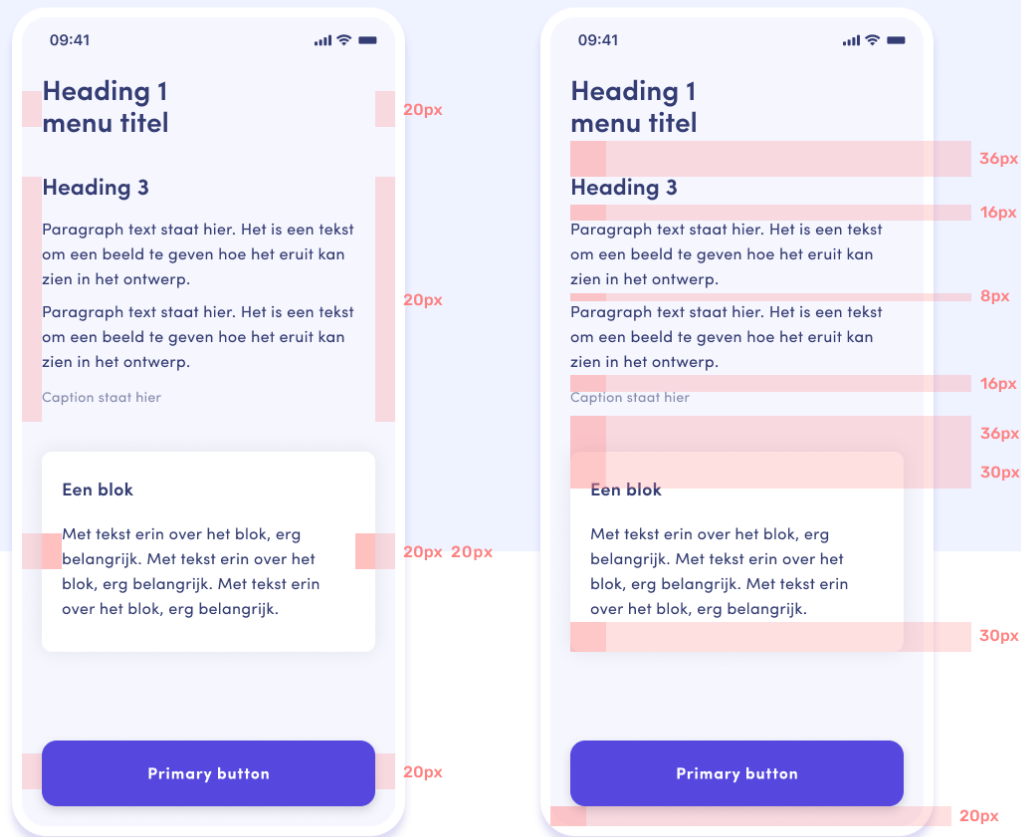 09:41
Heading 1
menu titel
20px
Heading 3
Paragraph text staat hier. Het is een tekst
om een beeld te geven hoe het eruit kan
zien in het ontwerp.
20px
Paragraph text staat hier. Het is een tekst
om een beeld te geven hoe het eruit kan
zien in het ontwerp.
Caption staat hier
Een blok
Met tekst erin over het blok, erg
belangrijk. Met tekst erin over het
blok, erg belangrijk. Met tekst erin
over het blok, erg belangrijk.
20px 20px
Primary button
20px
09:41
Heading 1
menu titel
36px
Heading 3
16px
Paragraph text staat hier. Het is een tekst
om een beeld te geven hoe het eruit kan
zien in het ontwerp.
8px
Paragraph text staat hier. Het is een tekst
om een beeld te geven hoe het eruit kan
zien in het ontwerp.
16px
Caption staat hier
36px
30px
Een blok
Met tekst erin over het blok, erg
belangrijk. Met tekst erin over het
blok, erg belangrijk. Met tekst erin
over het blok, erg belangrijk.
30px
Primary button
20px